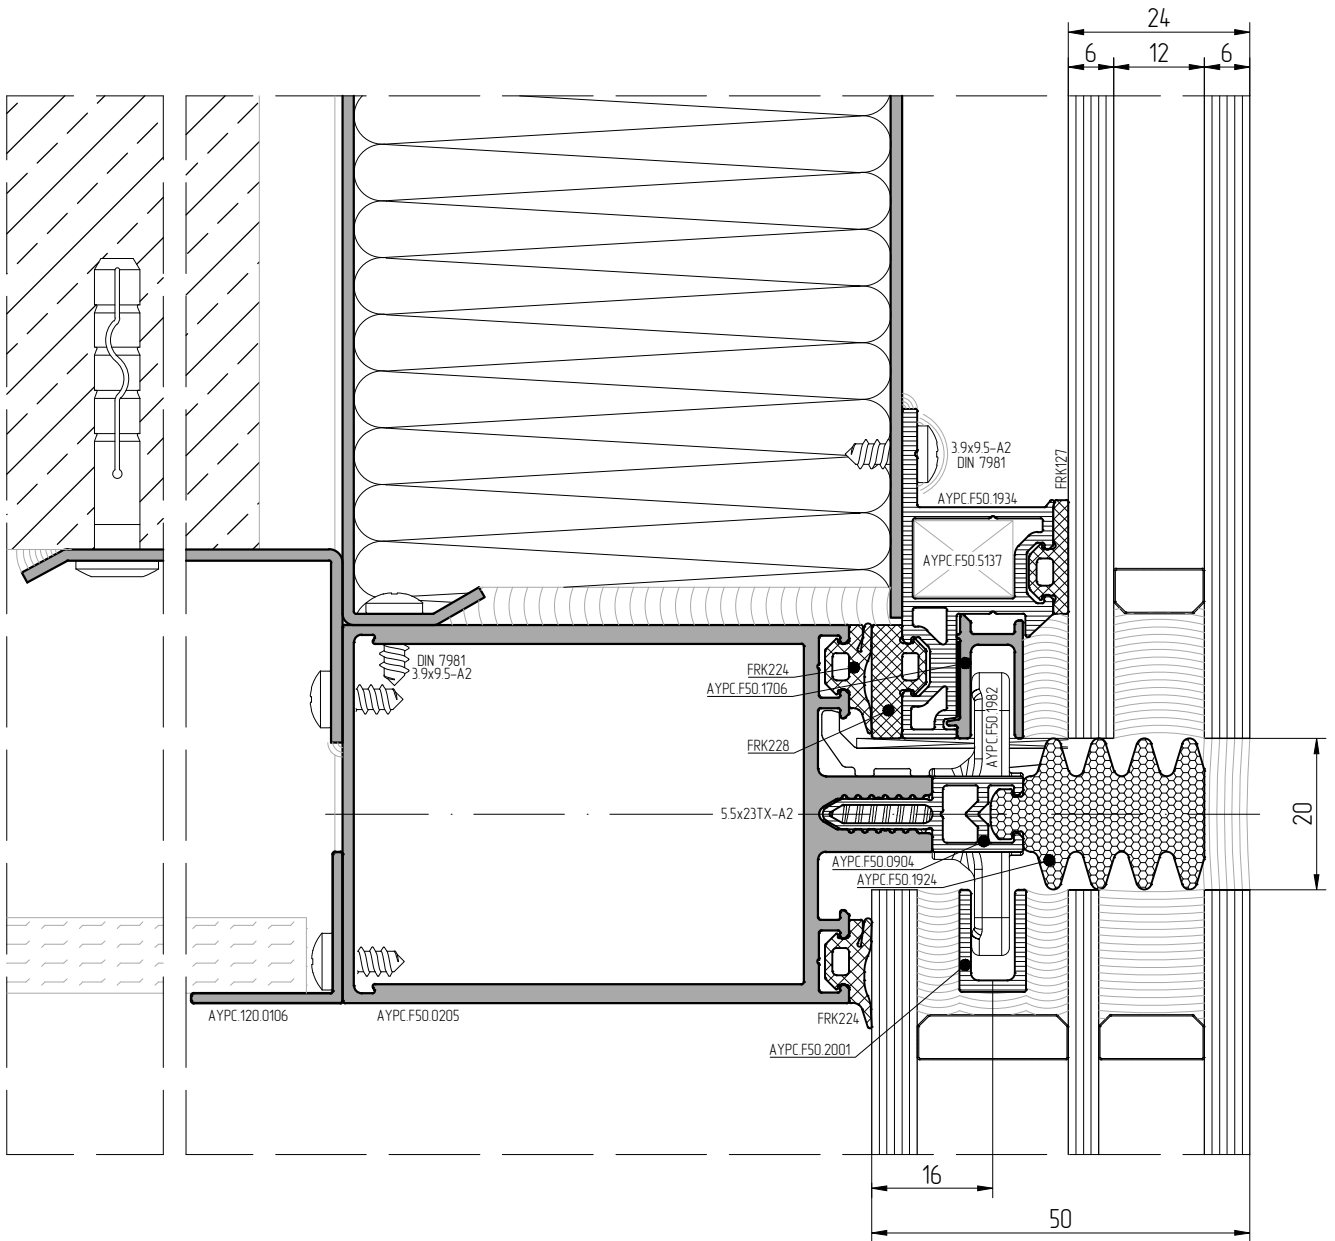 24
6 12 6
3.9x9.5-A2
DIN 7981
FRK127
AYPC.F50.1934
AYPC.F50.5137
DIN 7981
3.9x9.5-A2
FRK224
AYPC.F50.1706
AYPC.F50.1982
FRK228
5.5x23TX-A2
20
AYPC.F50.0904
AYPC.F50.1924
AYPC.120.0106
AYPC.F50.0205
FRK224
AYPC.F50.2001
16
50